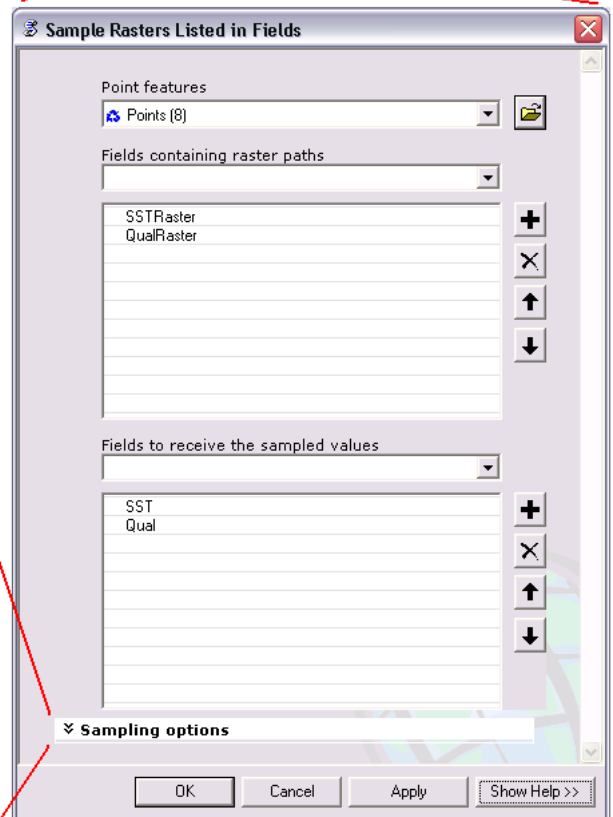 Sample Rasters Listed in Fields
Point features
Points (8)
Fields containing raster paths
SSTRaster
QualRaster
Fields to receive the sampled values
SST
Qual
Sampling options
OK Cancel Apply Show Help >>